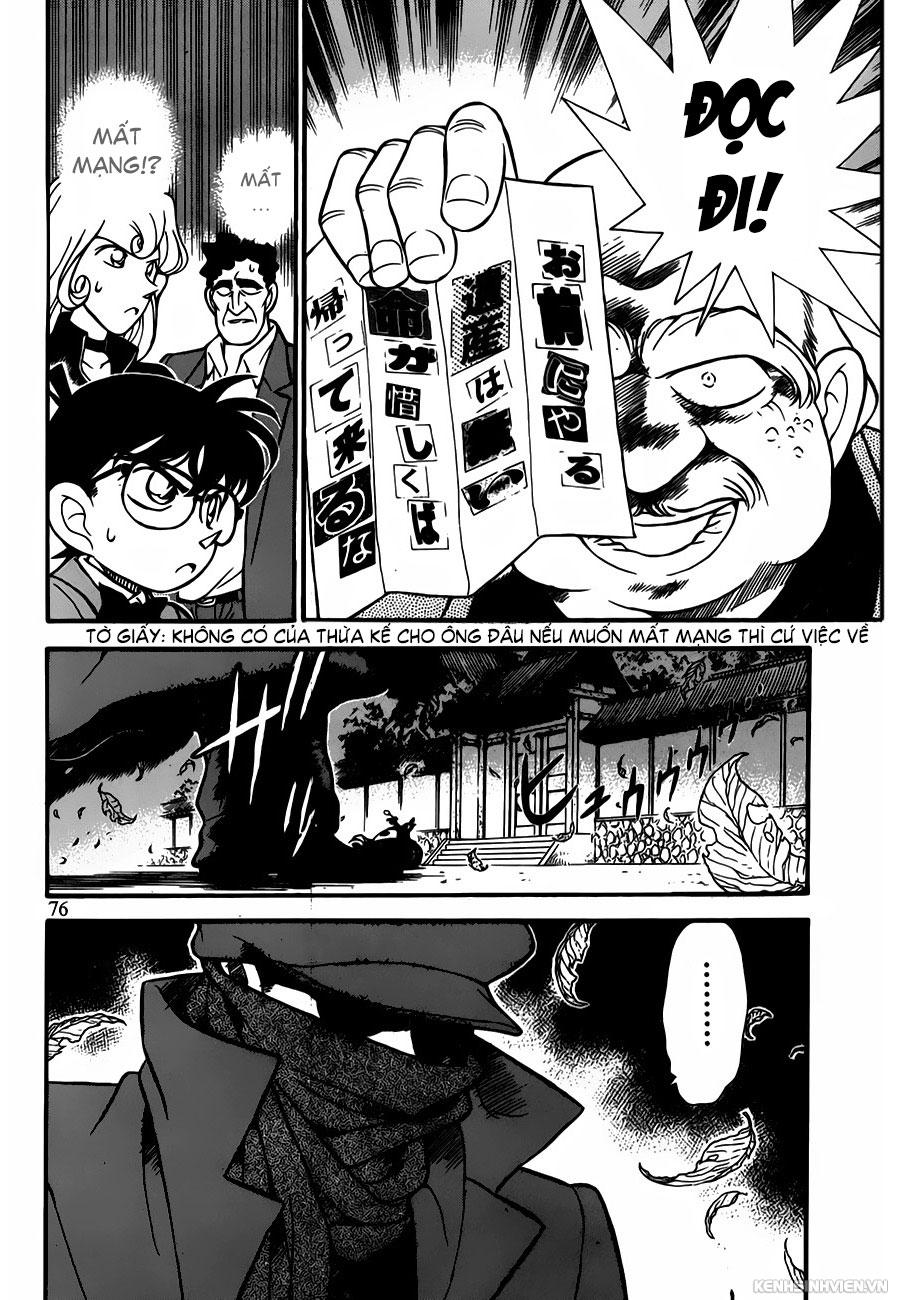 ĐỌC
ĐI!
お前にやる
遺産は無い
命が惜しくば
帰って来るな
MẤT
...
MẤT
MẠNG!?
TỜ GIẤY: KHÔNG CÓ CỦA THỪA KẾ CHO ÔNG ĐÂU NẾU MUỐN MẤT MẠNG THÌ CỨ VIỆC VỀ
ヒュウウウウ
76
........
KENHSINHVIEN.VN